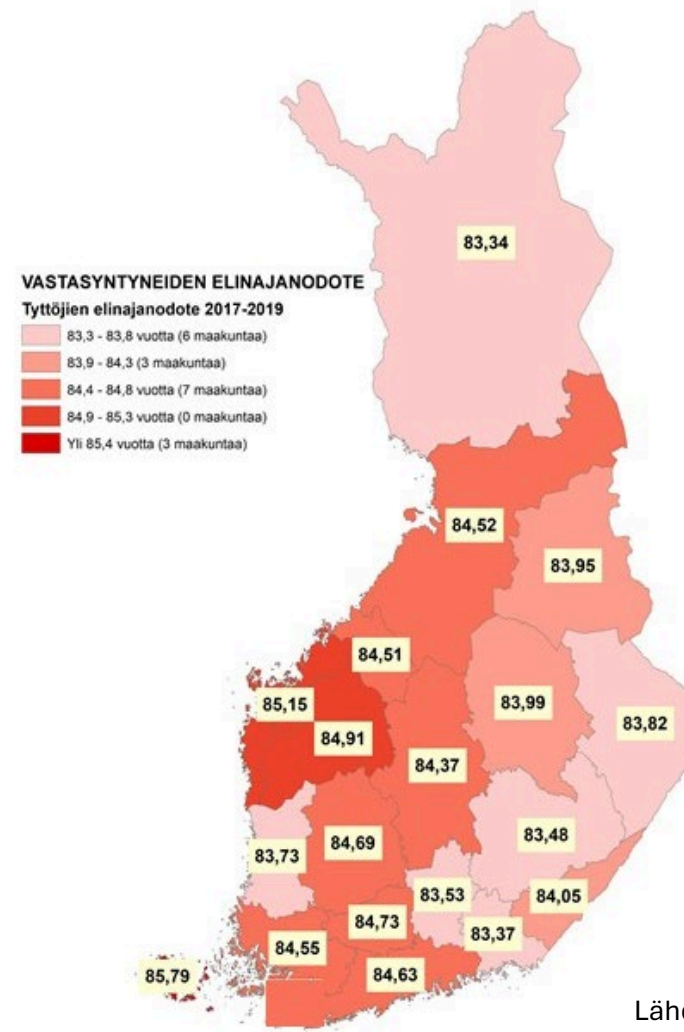 83,34
VASTASYNTYNEIDEN ELINAJANODOTE
Tyttöjien elinajanodote 2017-2019
83,3 - 83,8 vuotta (6 maakuntaa)
83,9 - 84,3 (3 maakuntaa)
84,4 - 84,8 vuotta (7 maakuntaa)
84,9 - 85,3 vuotta (0 maakuntaa)
Yli 85,4 vuotta (3 maakuntaa)
84,52
83,95
84,51
85,15
83,99
83,82
84,91
84,37
84,69
83,48
83,73
83,53
84,05
84,73
83,37
84,55
85,79
84,63